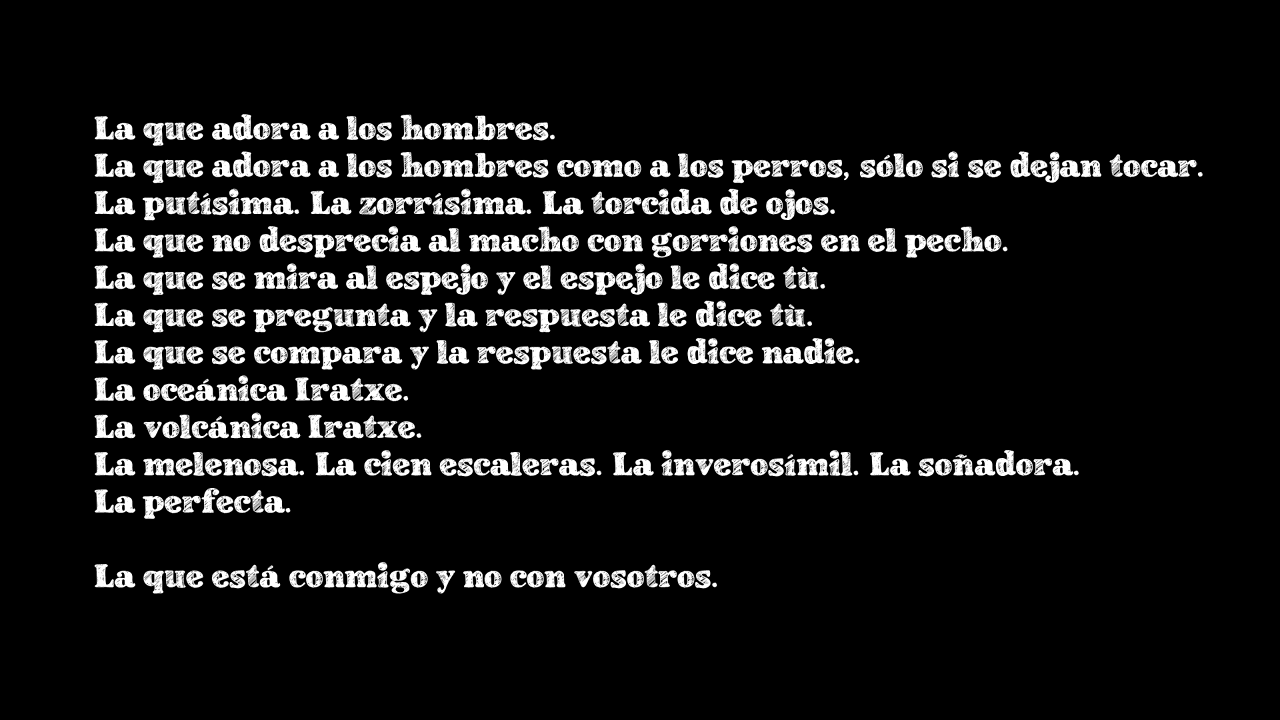 La que adora a los hombres.
La que adora a los hombres como a los perros, sólo si se dejan tocar.
La putísima. La zorrísima. La torcida de ojos.
La que no desprecia al macho con gorriones en el pecho.
La que se mira al espejo y el espejo le dice tù.
La que se pregunta y la respuesta le dice tù.
La que se compara y la respuesta le dice nadie.
La oceánica Iratxe.
La volcánica Iratxe.
La melenosa. La cien escaleras. La inverosímil. La soñadora.
La perfecta.
La que está conmigo y no con vosotros.